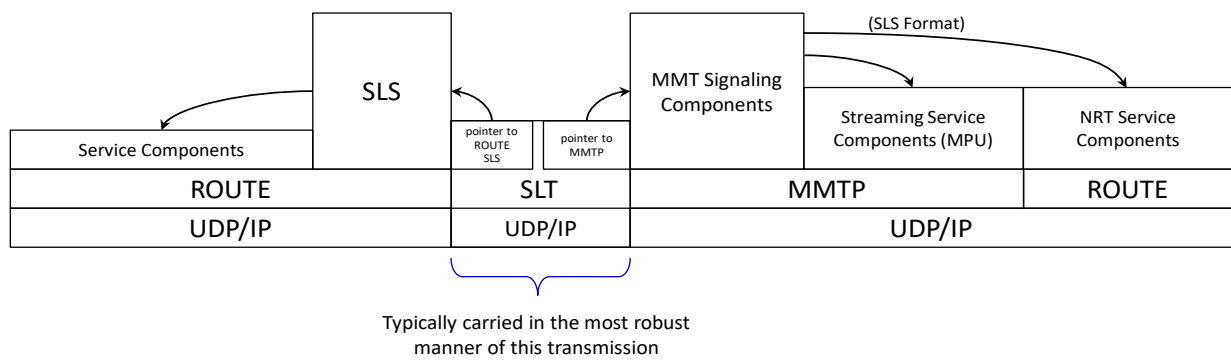 (SLS Format)
SLS
MMT Signaling
Components
Service Components
pointer to
ROUTE
SLS
pointer to
MMTP
Streaming Service
Components (MPU)
NRT Service
Components
ROUTE
SLT
MMTP
ROUTE
UDP/IP
UDP/IP
UDP/IP
Typically carried in the most robust
manner of this transmission